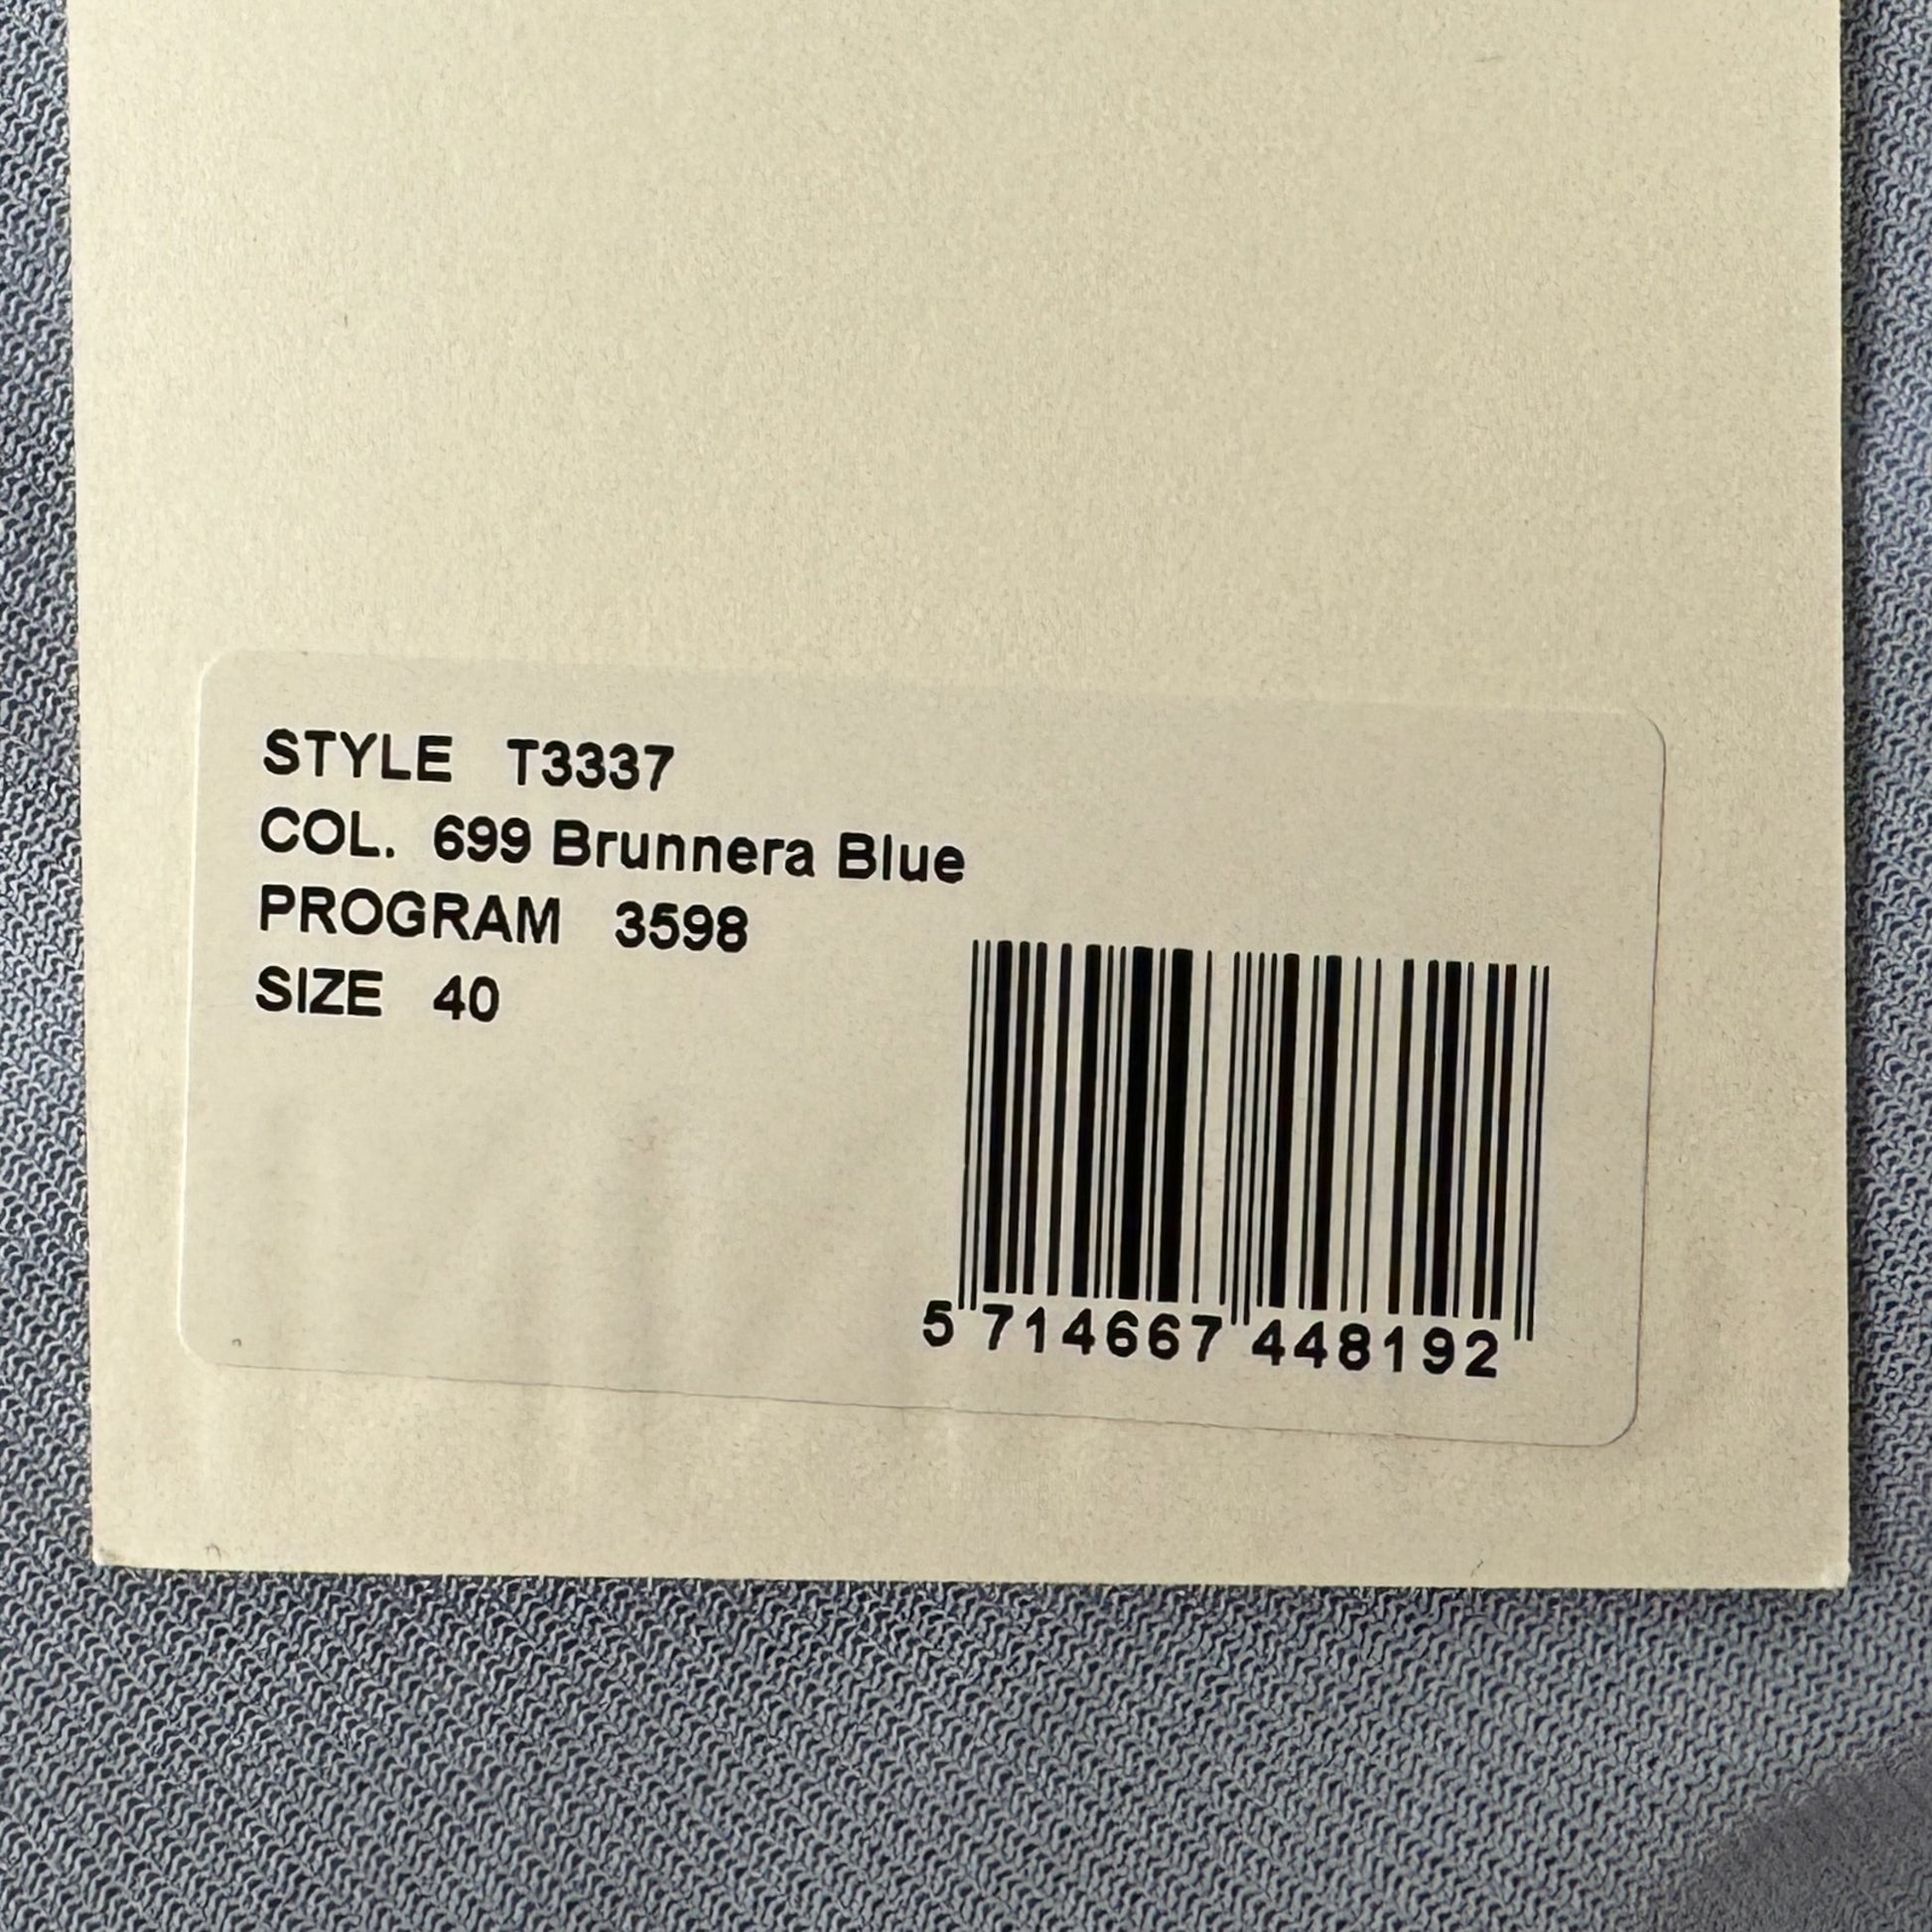 STYLE T3337
COL. 699 Brunnera Blue
PROGRAM 3598
SIZE 40
5 714667 448192